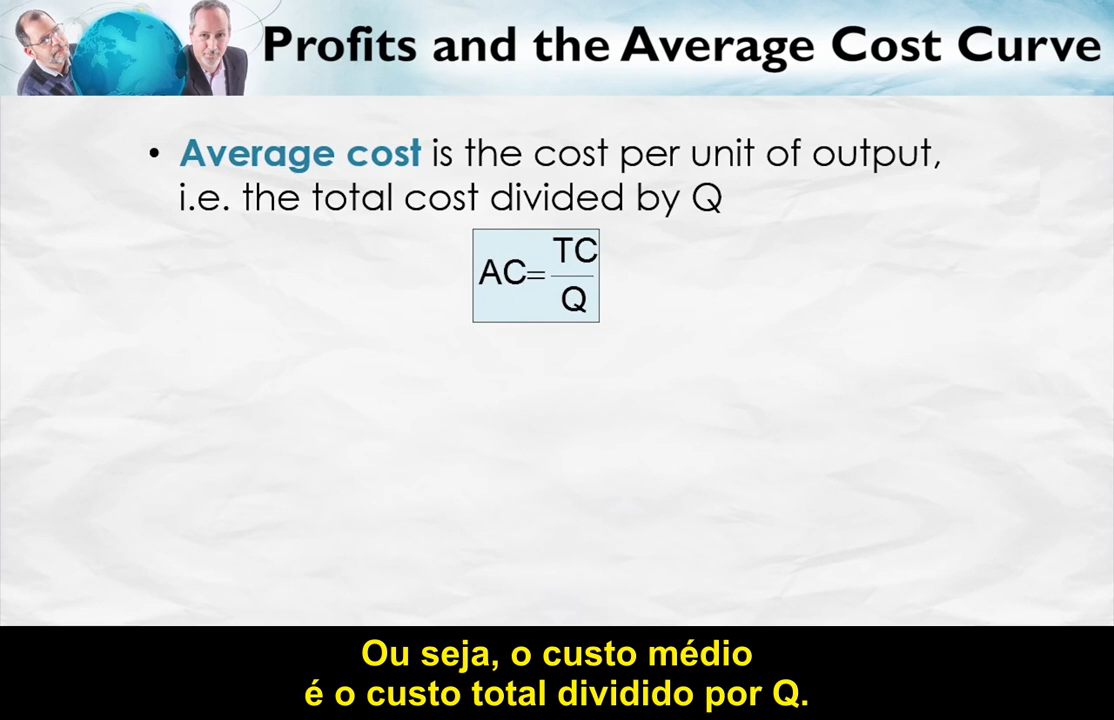 Profits and the Average Cost Curve
• Average cost is the cost per unit of output,
i.e. the total cost divided by Q
AC=TC/Q
Ou seja, o custo médio
é o custo total dividido por Q.